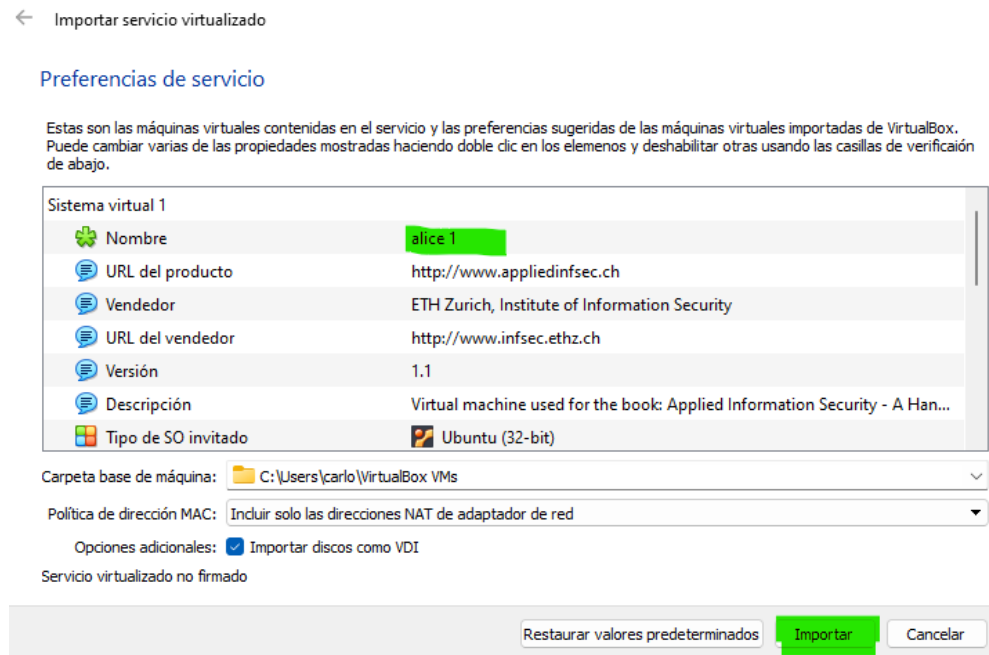 Importar servicio virtualizado
Preferencias de servicio
Estas son las máquinas virtuales contenidas en el servicio y las preferencias sugeridas de las máquinas virtuales importadas de VirtualBox.
Puede cambiar varias de las propiedades mostradas haciendo doble clic en los elemenos y deshabilitar otras usando las casillas de verificaión
de abajo.
Sistema virtual 1
Nombre alice 1
URL del producto http://www.appliedinfsec.ch
Vendedor ETH Zurich, Institute of Information Security
URL del vendedor http://www.infsec.ethz.ch
Versión 1.1
Descripción Virtual machine used for the book: Applied Information Security - A Han...
Tipo de SO invitado Ubuntu (32-bit)
Carpeta base de máquina: C:\Users\carlo\VirtualBox VMs
Política de dirección MAC: Incluir solo las direcciones NAT de adaptador de red
Opciones adicionales: Importar discos como VDI
Servicio virtualizado no firmado
Restaurar valores predeterminados Importar Cancelar